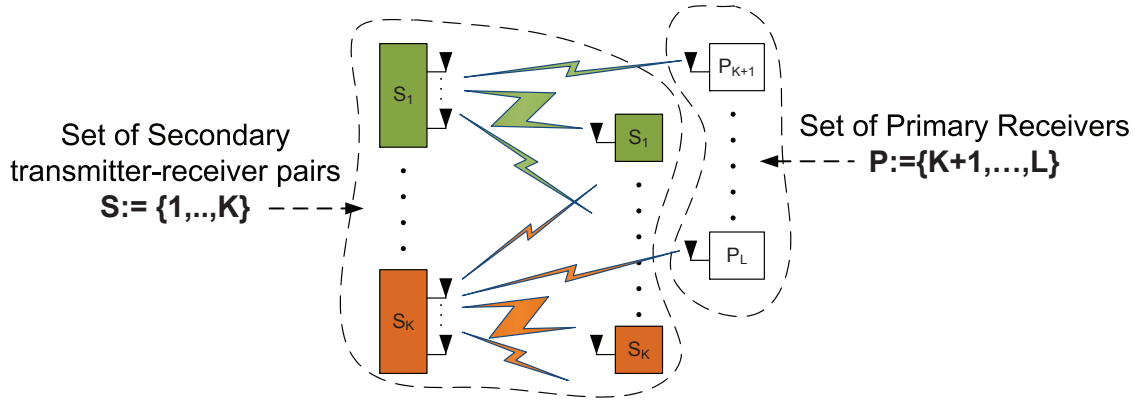 S1
S1
SK
SK
PK+1
PL
Set of Secondary
transmitter-receiver pairs
S:= {1,..,K}
Set of Primary Receivers
P:={K+1,...,L}